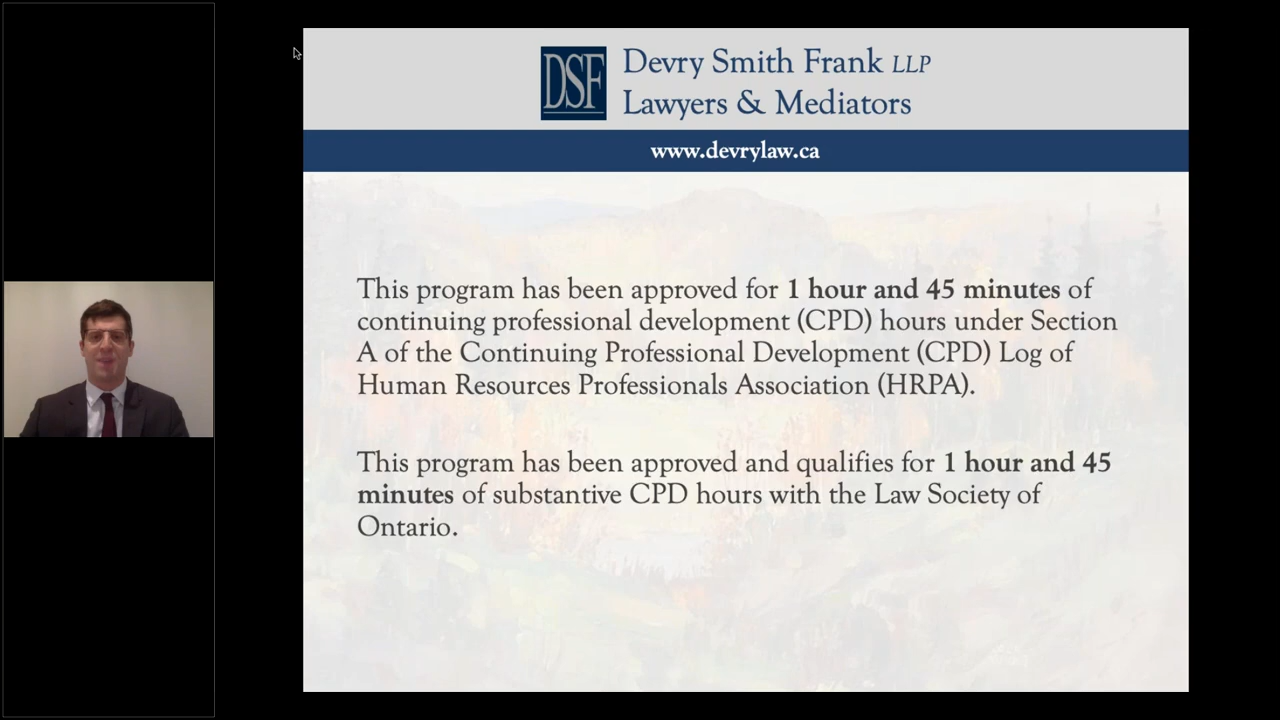 DSF
Devry Smith Frank LLP
Lawyers & Mediators
www.devrylaw.ca
This program has been approved for 1 hour and 45 minutes of
continuing professional development (CPD) hours under Section
A of the Continuing Professional Development (CPD) Log of
Human Resources Professionals Association (HRPA).
This program has been approved and qualifies for 1 hour and 45
minutes of substantive CPD hours with the Law Society of
Ontario.